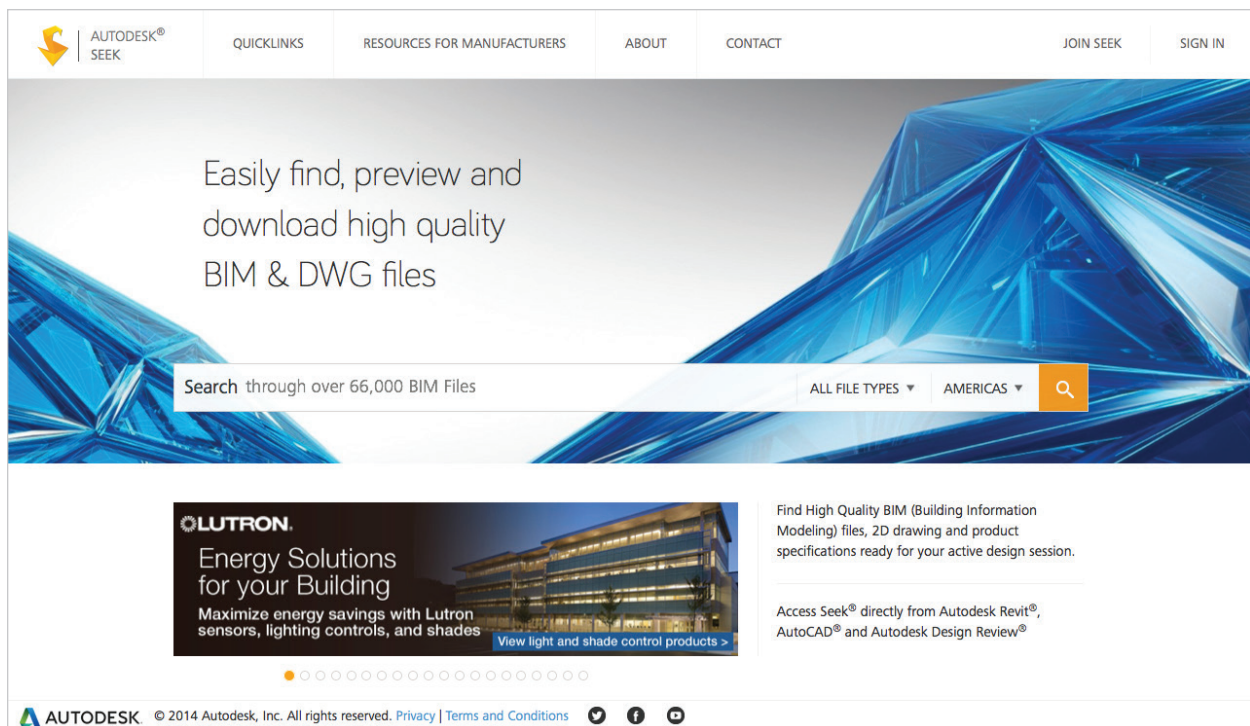 AUTODESK®
SEEK
QUICKLINKS
RESOURCES FOR MANUFACTURERS
ABOUT
CONTACT
JOIN SEEK
SIGN IN
Easily find, preview and
download high quality
BIM & DWG files
Search through over 66,000 BIM Files
ALL FILE TYPES
AMERICAS
LUTRON®
Energy Solutions
for your Building
Maximize energy savings with Lutron
sensors, lighting controls, and shades
View light and shade control products >
Find High Quality BIM (Building Information
Modeling) files, 2D drawing and product
specifications ready for your active design session.
Access Seek® directly from Autodesk Revit®,
AutoCAD® and Autodesk Design Review®
AUTODESK. © 2014 Autodesk, Inc. All rights reserved. Privacy | Terms and Conditions